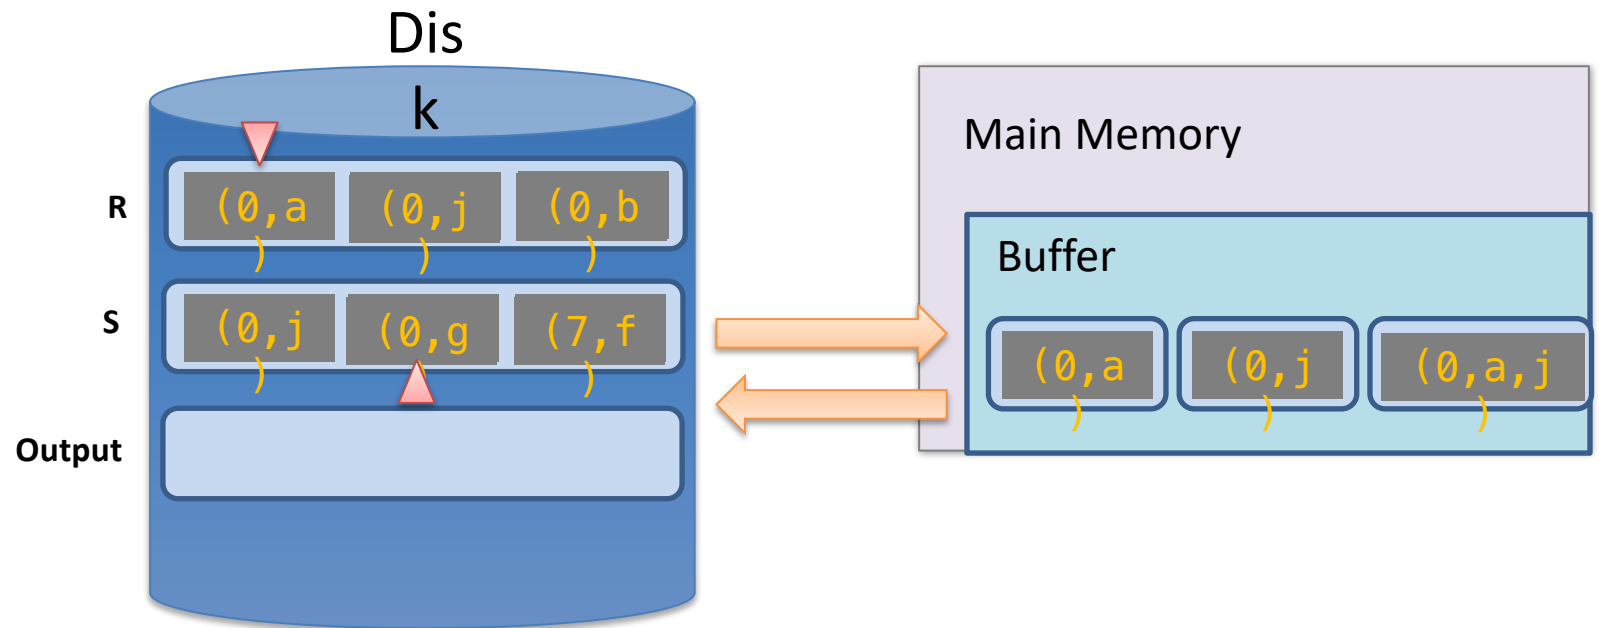 Dis
k
Main Memory
R
(0,a
)
(0,j
)
(0,b
)
Buffer
S
(0,j
)
(0,g
)
(7,f
)
(0,a
)
(0,j
)
(0,a,j
)
Output